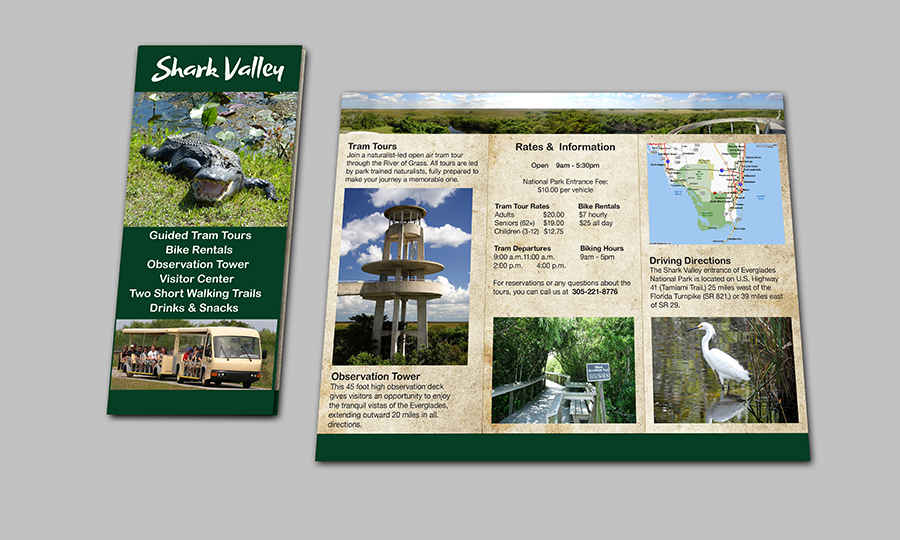 Shark Valley
Guided Tram Tours
Bike Rentals
Observation Tower
Visitor Center
Two Short Walking Trails
Drinks & Snacks
Tram Tours
Join a naturalist-led open air tram tour
through the River of Grass. All tours are led
by park trained naturalists, fully prepared to
make your journey a memorable one.
Observation Tower
This 45 foot high observation deck
gives visitors an opportunity to enjoy
the tranquil vistas of the Everglades,
extending outward 20 miles in all.
directions.
Rates & Information
Open 9am - 5:30pm
National Park Entrance Fee:
$10.00 per vehicle
Tram Tour Rates Bike Rentals
Adults $20.00 $7 hourly
Seniors (62+) $19.00 $25 all day
Children (3-12) $12.75
Tram Departures Biking Hours
9:00 a.m.11:00 a.m. 9am - 5pm
2:00 p.m. 4:00 p.m.
For reservations or any questions about the
tours, you can call us at 305-221-8776
Driving Directions
The Shark Valley entrance of Everglades
National Park is located on U.S. Highway
41 (Tamiami Trail,) 25 miles west of the
Florida Turnpike (SR 821,) or 39 miles east
of SR 29.